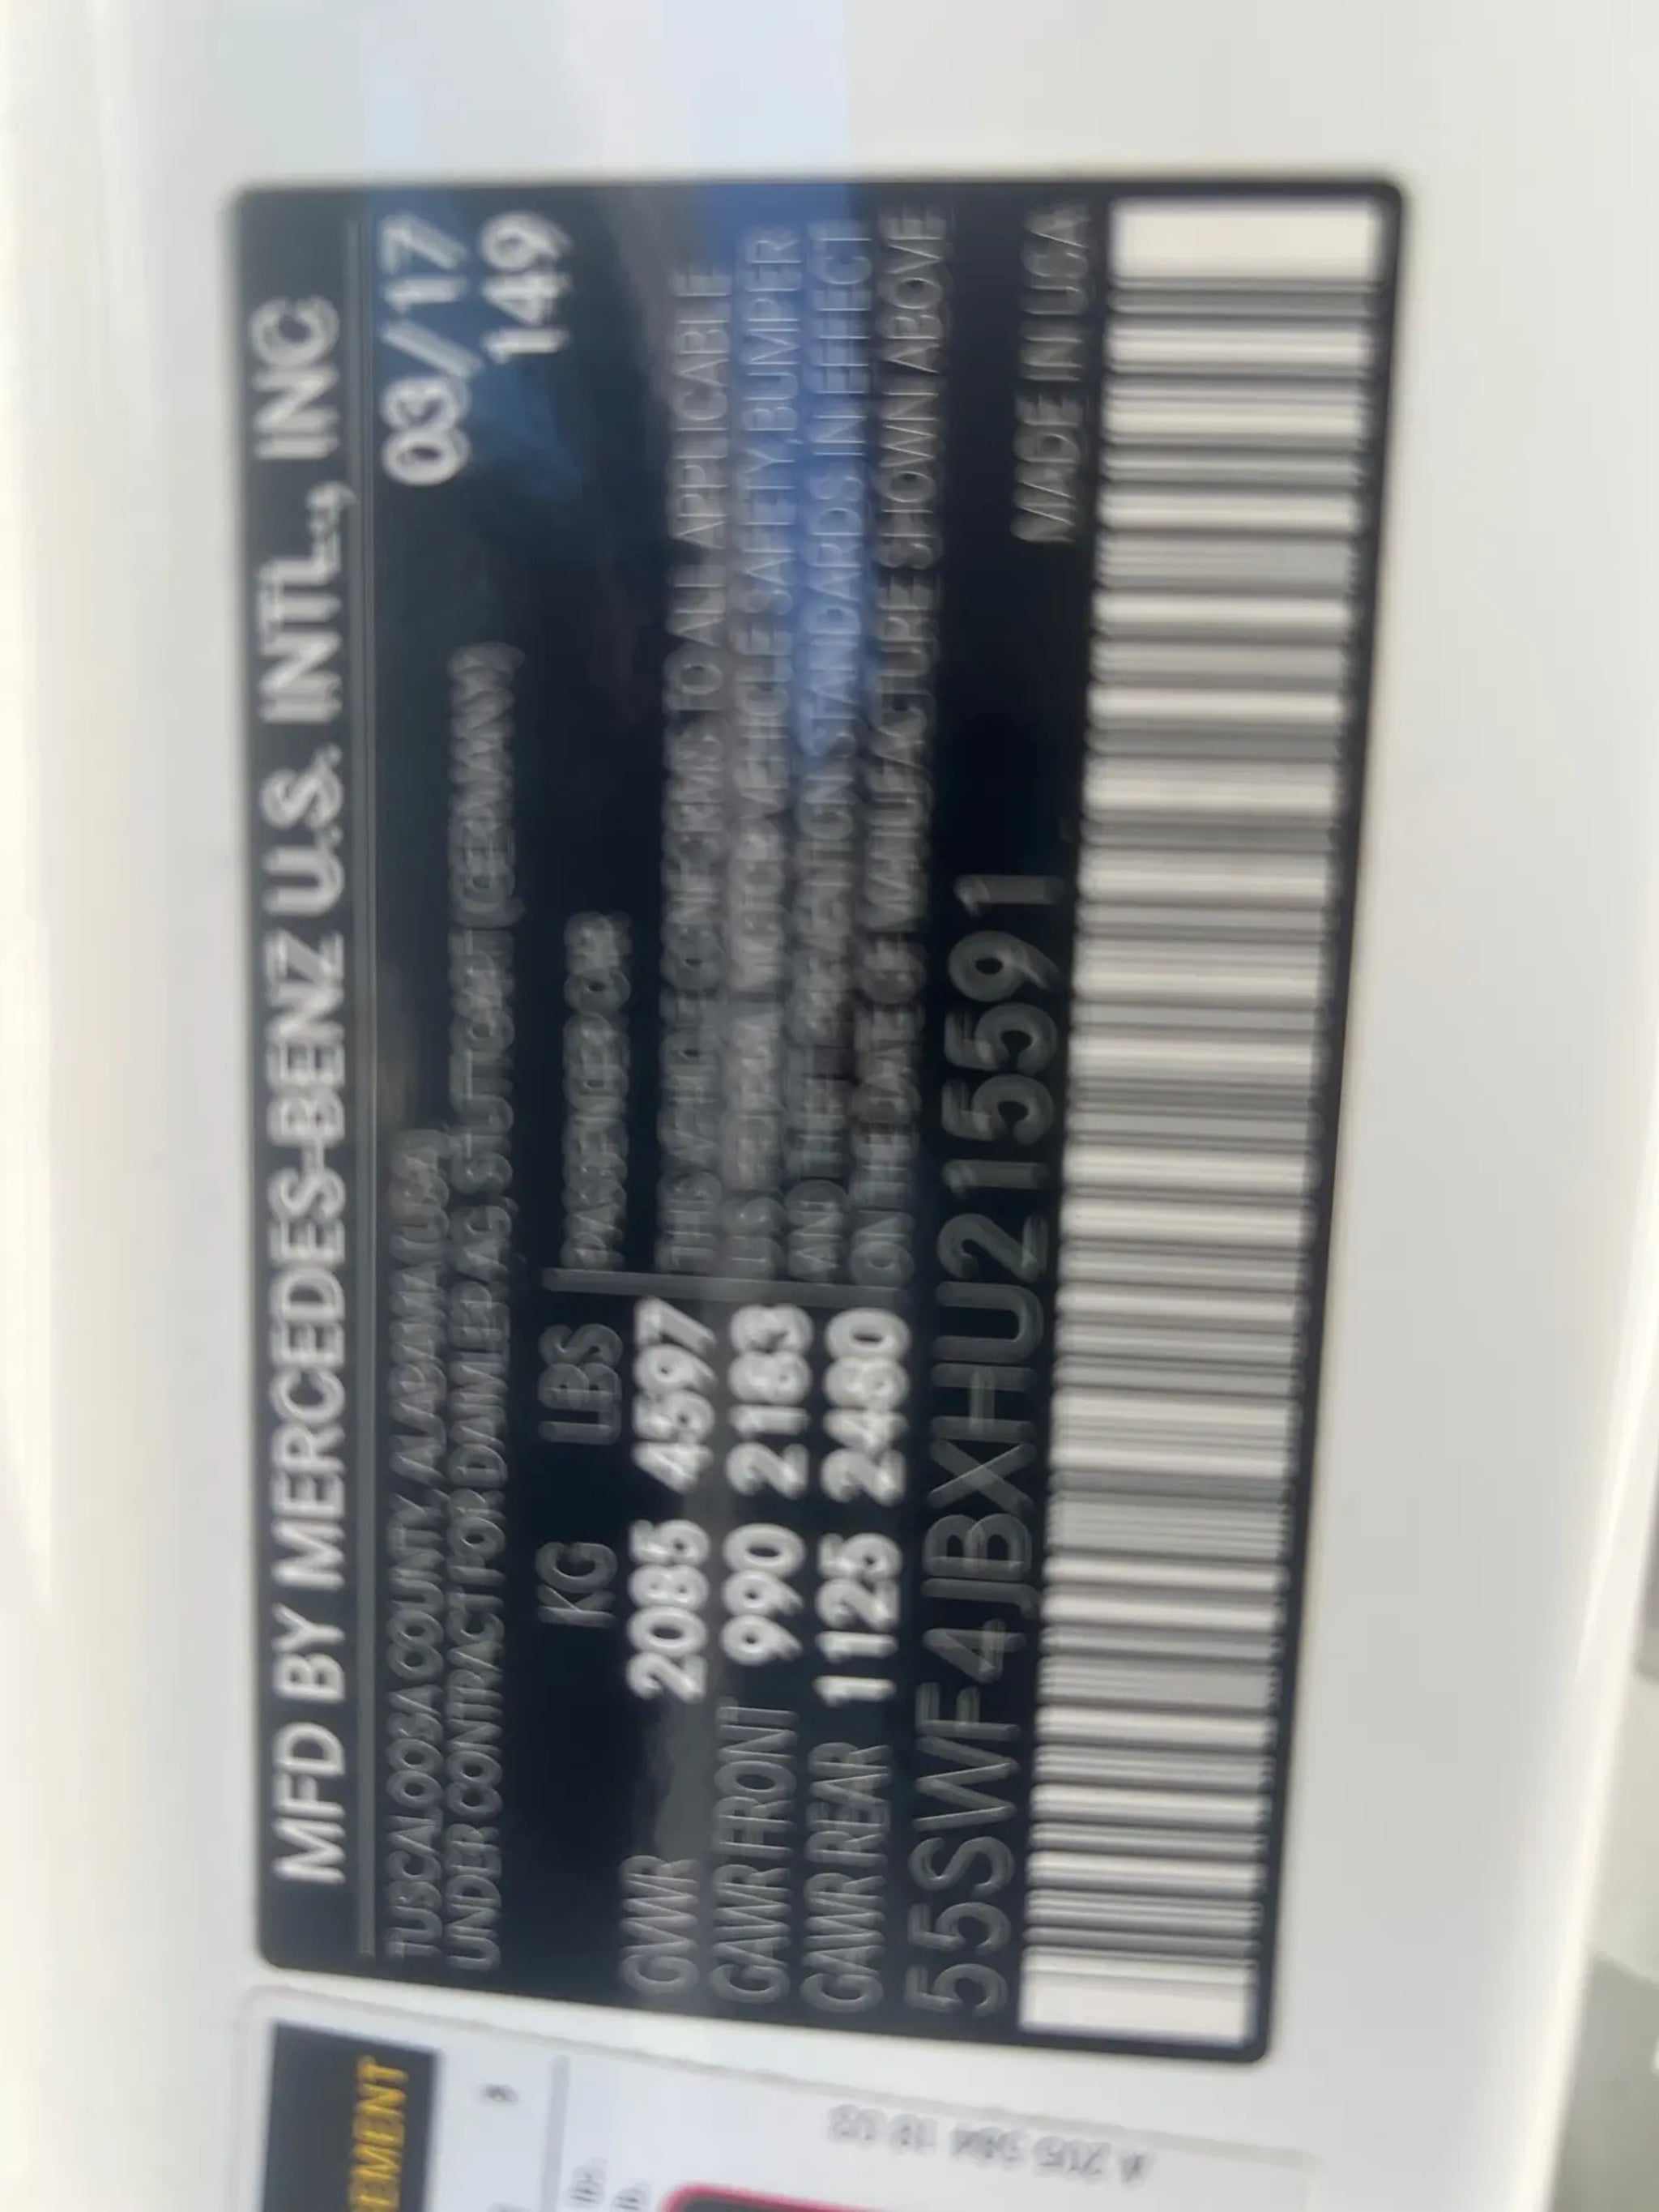 MFD BY MERCEDES-BENZ U.S. INTL., INC
TUSCALOOSA COUNTY, ALABAMA (USA) 03/17
UNDER CONTRACT FOR DAIMLER AG, STUTTGART (GERMANY) 149
KG LBS PASSENGER CAR
GVWR 2085 4597 THIS VEHICLE CONFORMS TO ALL APPLICABLE
GAWR FRONT 990 2183 U.S. FEDERAL MOTOR VEHICLE SAFETY, BUMPER
GAWR REAR 1125 2480 AND THEFT PREVENTION STANDARDS IN EFFECT
ON THE DATE OF MANUFACTURE SHOWN ABOVE
55SWF4JBXHU215591 MADE IN USA
EMENT